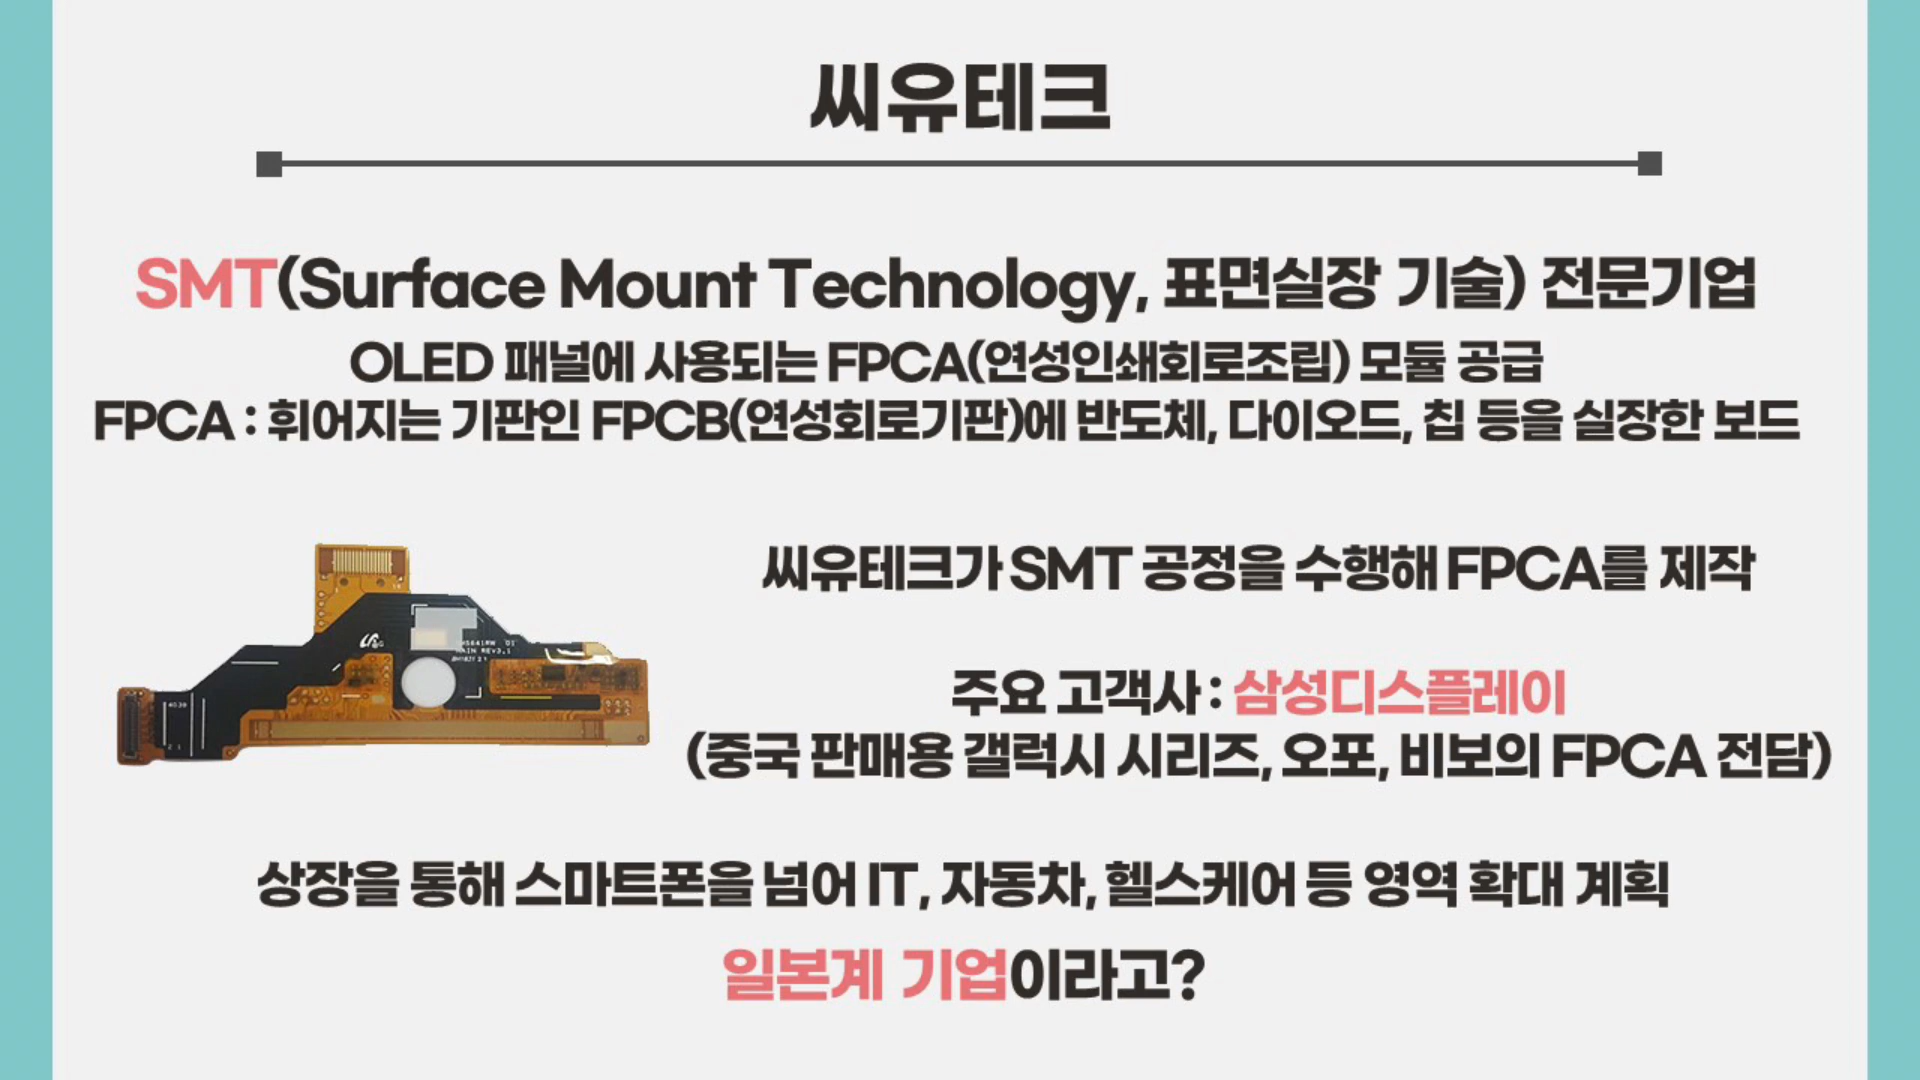 씨유테크
SMT(Surface Mount Technology, 표면실장 기술) 전문기업
OLED 패널에 사용되는 FPCA(연성인쇄회로조립) 모듈 공급
FPCA : 휘어지는 기판인 FPCB(연성회로기판)에 반도체, 다이오드, 칩 등을 실장한 보드
씨유테크가 SMT 공정을 수행해 FPCA를 제작
주요 고객사 : 삼성디스플레이
(중국 판매용 갤럭시 시리즈, 오포, 비보의 FPCA 전담)
MAIN REV3.1
상장을 통해 스마트폰을 넘어 IT, 자동차, 헬스케어 등 영역 확대 계획
일본계 기업이라고?